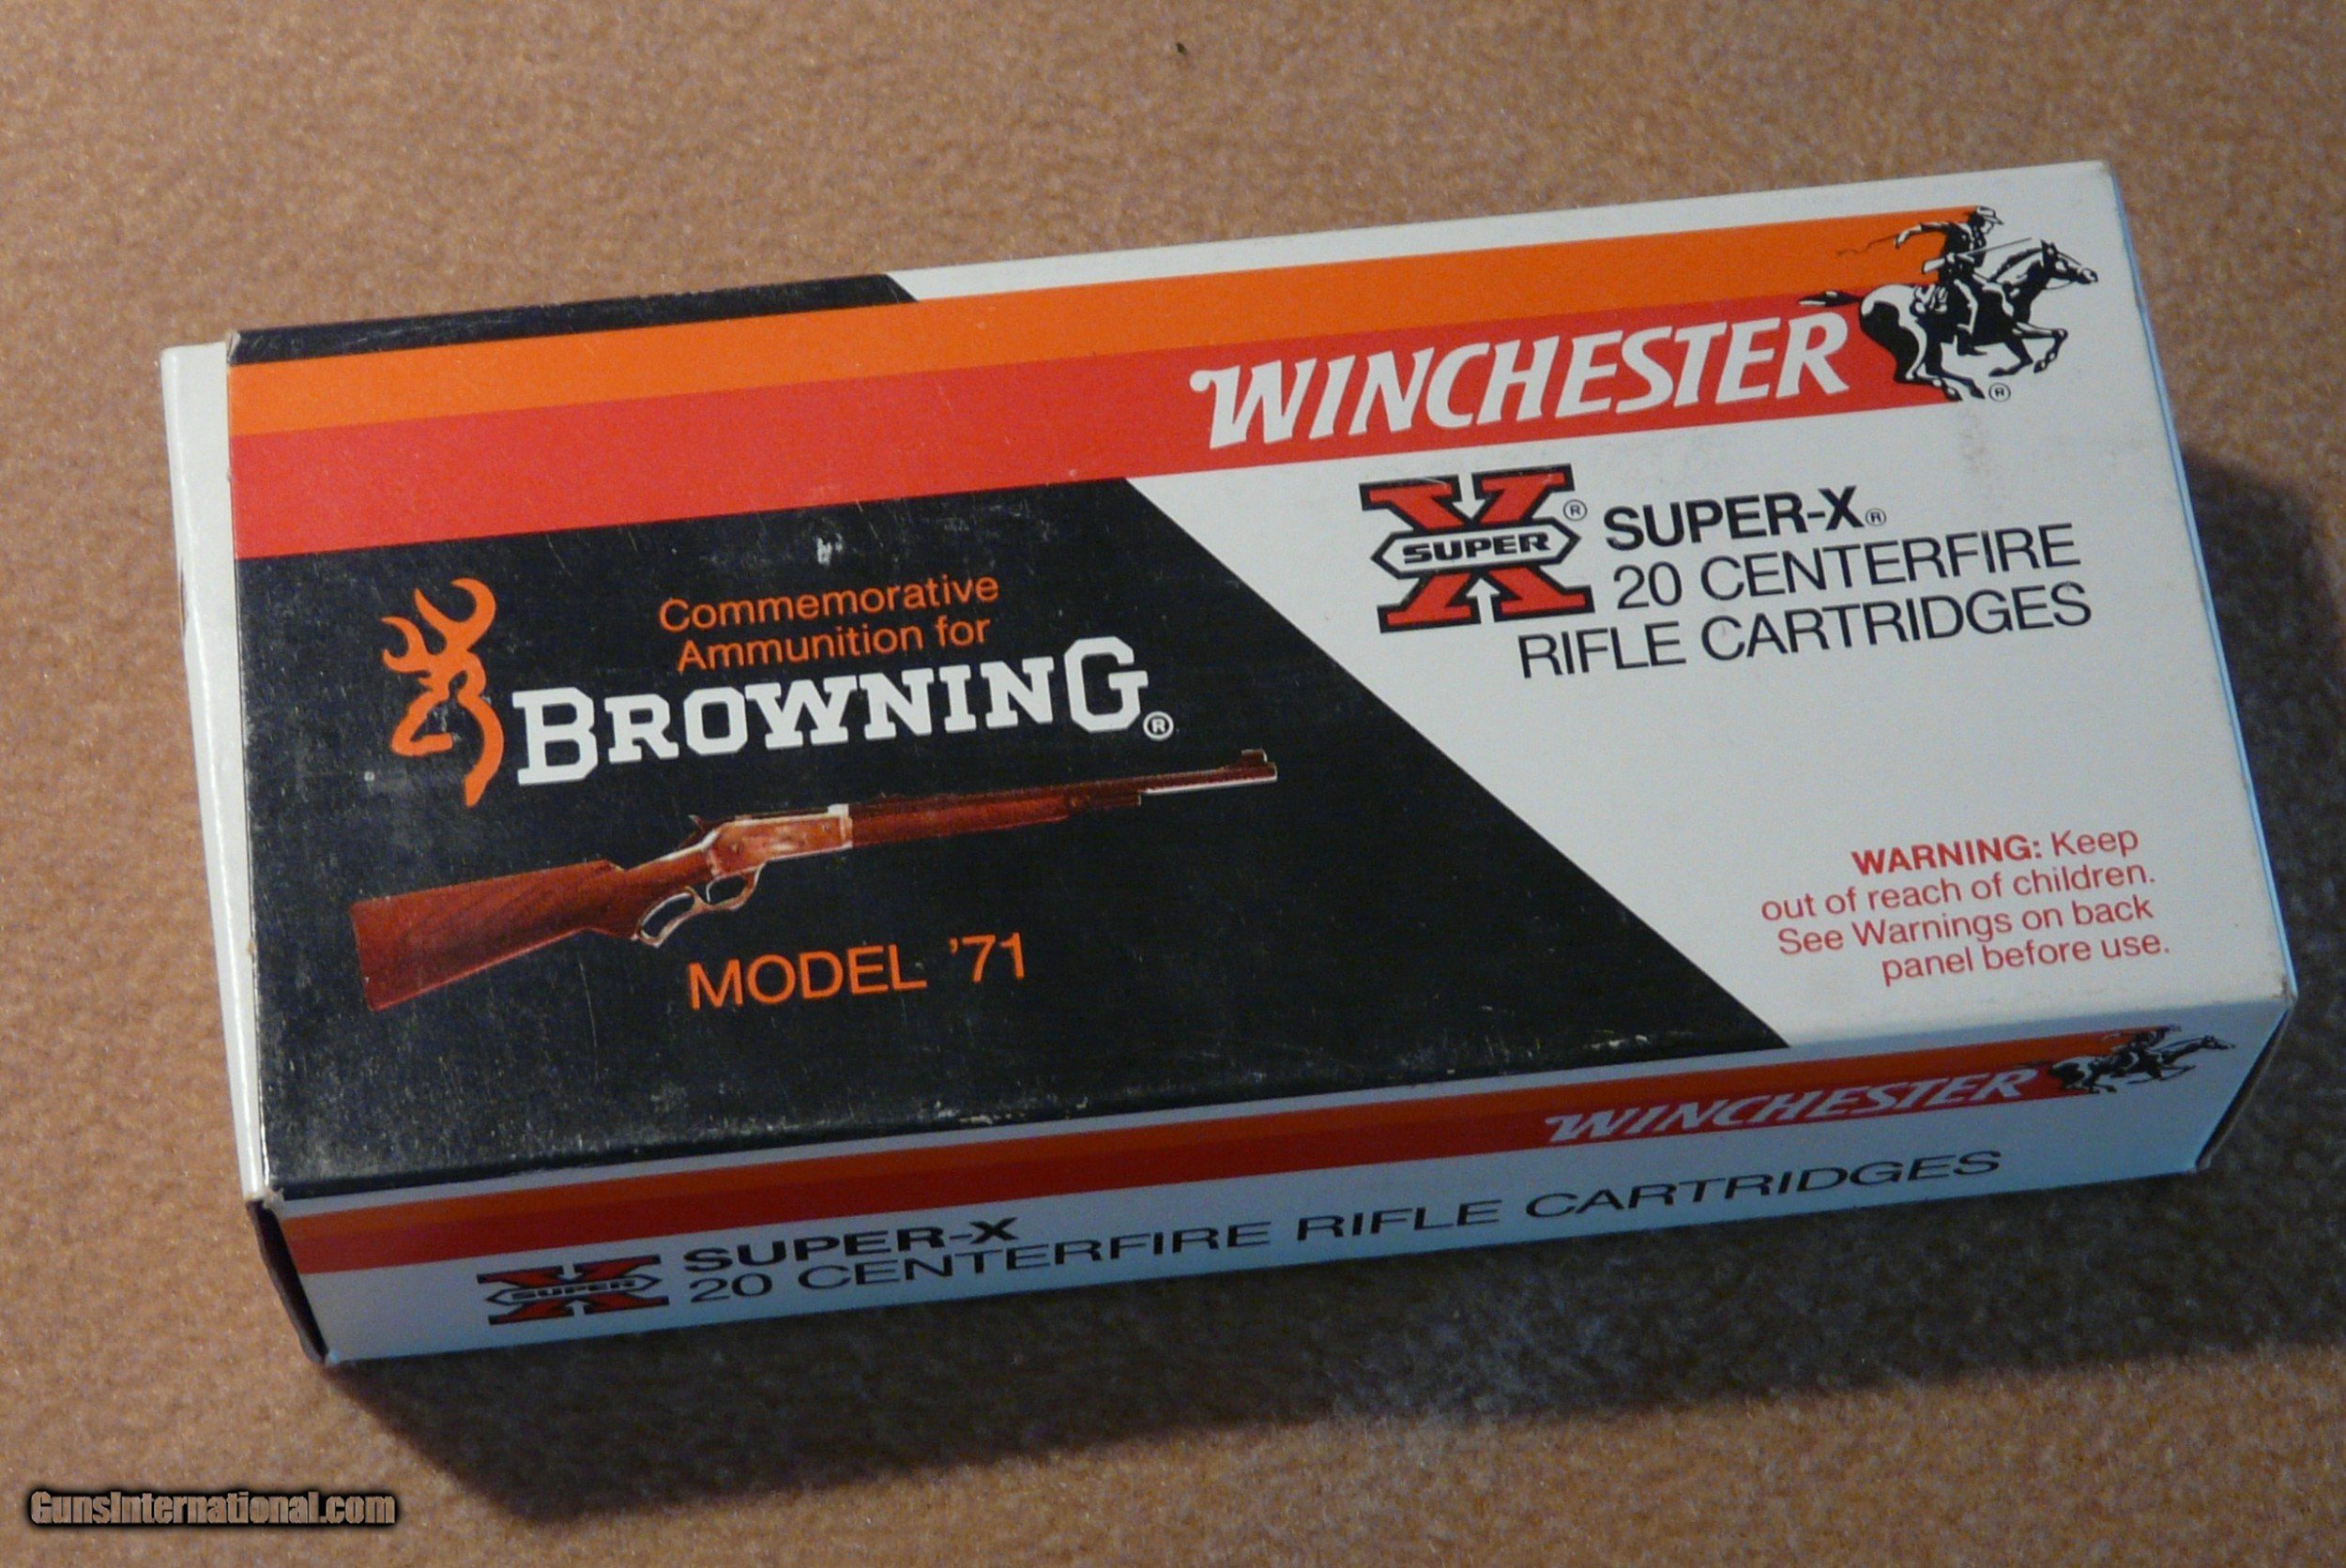 WINCHESTER ®
SUPER ® SUPER-X®
20 CENTERFIRE
RIFLE CARTRIDGES
Commemorative
Ammunition for
BROWNING®
MODEL '71
WARNING: Keep
out of reach of children.
See Warnings on back
panel before use.
WINCHESTER
SUPER SUPER-X
20 CENTERFIRE RIFLE CARTRIDGES
GunsInternational.com